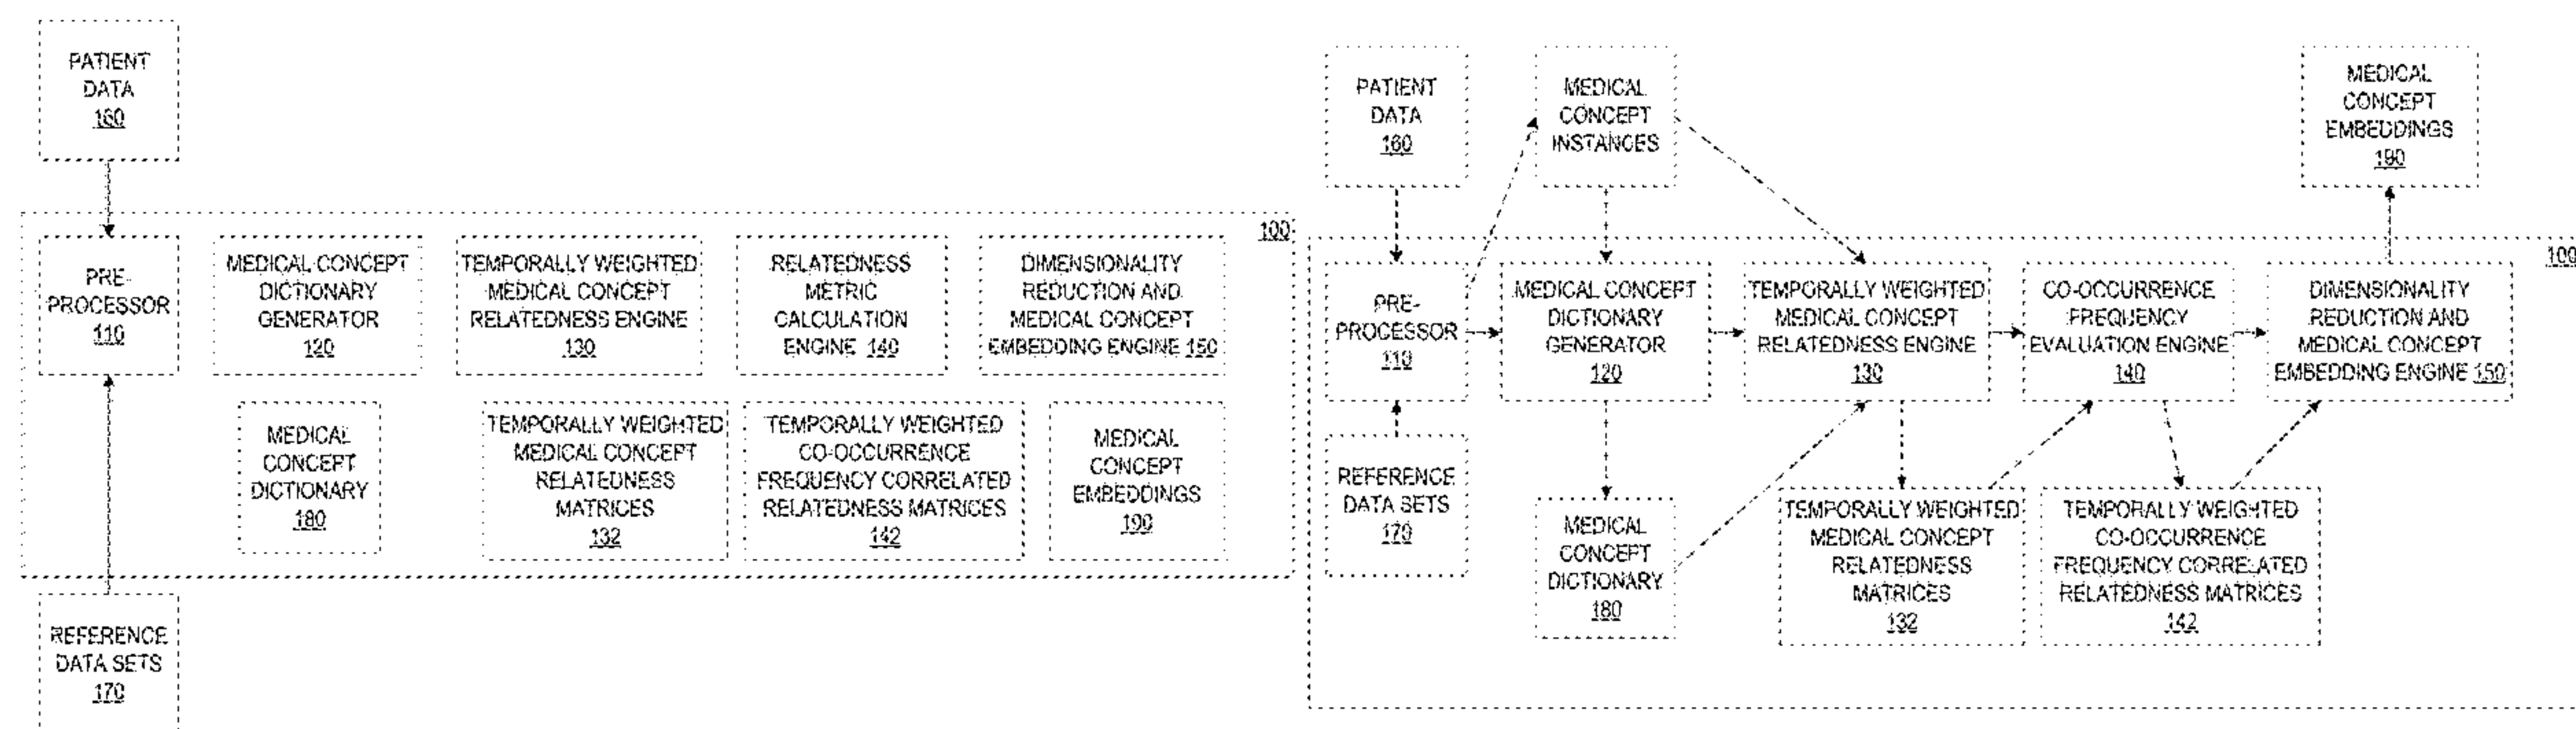 PATIENT
DATA
160
100
PRE-
PROCESSOR
110
MEDICAL CONCEPT
DICTIONARY
GENERATOR
120
TEMPORALLY WEIGHTED
MEDICAL CONCEPT
RELATEDNESS ENGINE
130
RELATEDNESS
METRIC
CALCULATION
ENGINE 140
DIMENSIONALITY
REDUCTION AND
MEDICAL CONCEPT
EMBEDDING ENGINE 150
MEDICAL
CONCEPT
DICTIONARY
180
TEMPORALLY WEIGHTED
MEDICAL CONCEPT
RELATEDNESS
MATRICES
132
TEMPORALLY WEIGHTED
CO-OCCURRENCE
FREQUENCY CORRELATED
RELATEDNESS MATRICES
142
MEDICAL
CONCEPT
EMBEDDINGS
190
REFERENCE
DATA SETS
170
PATIENT
DATA
160
MEDICAL
CONCEPT
INSTANCES
MEDICAL
CONCEPT
EMBEDDINGS
190
100
PRE-
PROCESSOR
110
MEDICAL CONCEPT
DICTIONARY
GENERATOR
120
TEMPORALLY WEIGHTED
MEDICAL CONCEPT
RELATEDNESS ENGINE
130
CO-OCCURRENCE
FREQUENCY
EVALUATION ENGINE
140
DIMENSIONALITY
REDUCTION AND
MEDICAL CONCEPT
EMBEDDING ENGINE 150
REFERENCE
DATA SETS
170
MEDICAL
CONCEPT
DICTIONARY
180
TEMPORALLY WEIGHTED
MEDICAL CONCEPT
RELATEDNESS
MATRICES
132
TEMPORALLY WEIGHTED
CO-OCCURRENCE
FREQUENCY CORRELATED
RELATEDNESS MATRICES
142